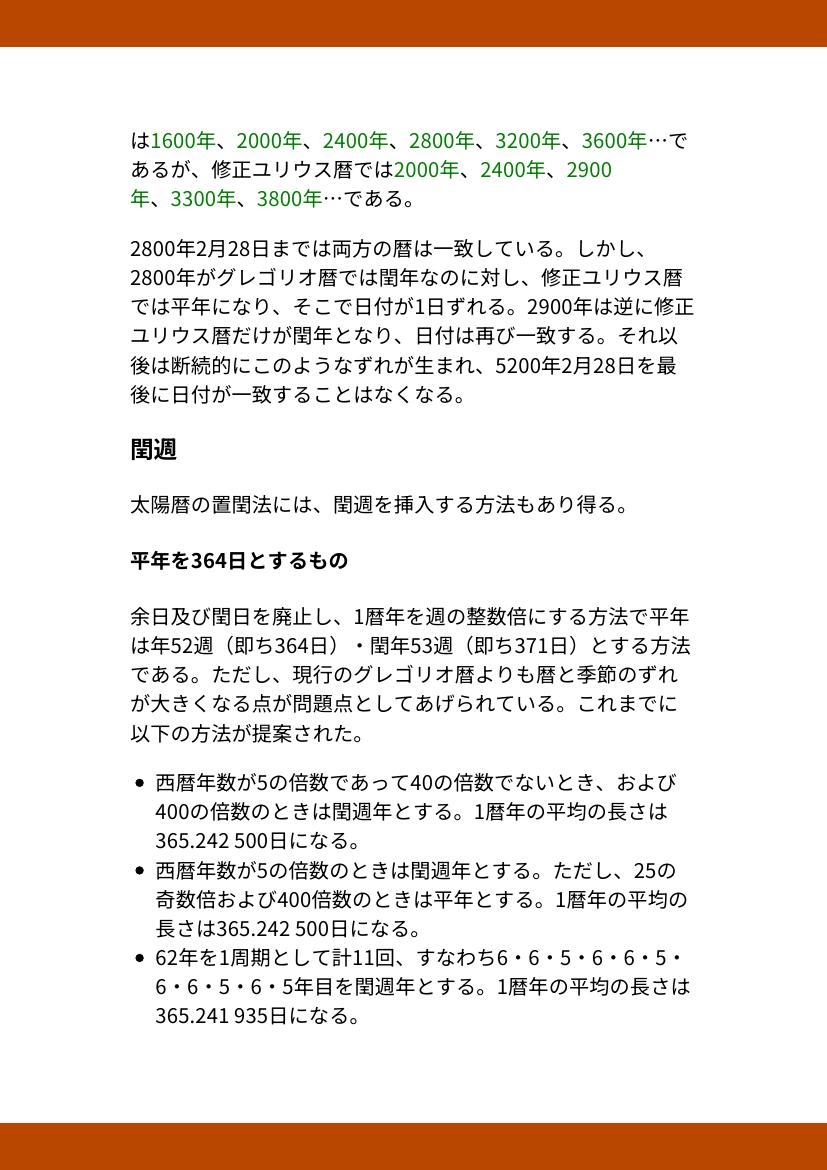 は1600年、2000年、2400年、2800年、3200年、3600年…で
あるが、修正ユリウス暦では2000年、2400年、2900
年、3300年、3800年…である。
2800年2月28日までは両方の暦は一致している。しかし、
2800年がグレゴリオ暦では閏年なのに対し、修正ユリウス暦
では平年になり、そこで日付が1日ずれる。2900年は逆に修正
ユリウス暦だけが閏年となり、日付は再び一致する。それ以
後は断続的にこのようなずれが生まれ、5200年2月28日を最
後に日付が一致することはなくなる。
閏週
太陽暦の置閏法には、閏週を挿入する方法もあり得る。
平年を364日とするもの
余日及び閏日を廃止し、1暦年を週の整数倍にする方法で平年
は年52週（即ち364日）・閏年53週（即ち371日）とする方法
である。ただし、現行のグレゴリオ暦よりも暦と季節のずれ
が大きくなる点が問題点としてあげられている。これまでに
以下の方法が提案された。
• 西暦年数が5の倍数であって40の倍数でないとき、および
400の倍数のときは閏週年とする。1暦年の平均の長さは
365.242 500日になる。
• 西暦年数が5の倍数のときは閏週年とする。ただし、25の
奇数倍および400倍数のときは平年とする。1暦年の平均の
長さは365.242 500日になる。
• 62年を1周期として計11回、すなわち6・6・5・6・6・5・
6・6・5・6・5年目を閏週年とする。1暦年の平均の長さは
365.241 935日になる。